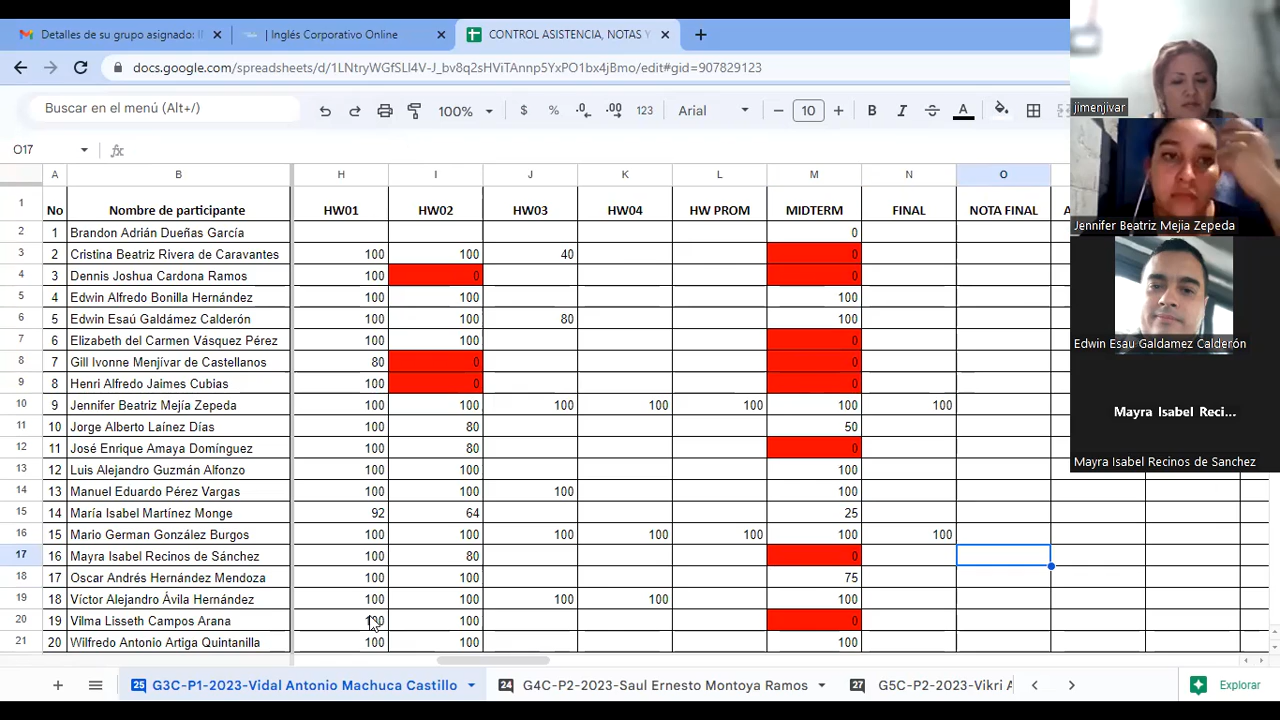 Detalles de su grupo asignado: I
| Inglés Corporativo Online
CONTROL ASISTENCIA, NOTAS Y
docs.google.com/spreadsheets/d/1LNtryWGfSLI4V-J_bv8q2sHViTAnnp5YxPO1bx4jBmo/edit#gid=907829123
Buscar en el menú (Alt+/) 100% $ % .0 .00 123 Arial 10 B I A
O17 fx
A B H I J K L M N O
1 No Nombre de participante HW01 HW02 HW03 HW04 HW PROM MIDTERM FINAL NOTA FINAL
2 1 Brandon Adrián Dueñas García 0
3 2 Cristina Beatriz Rivera de Caravantes 100 100 40 0
4 3 Dennis Joshua Cardona Ramos 100 0 0
5 4 Edwin Alfredo Bonilla Hernández 100 100 100
6 5 Edwin Esaú Galdámez Calderón 100 100 80 100
7 6 Elizabeth del Carmen Vásquez Pérez 100 100 0
8 7 Gill Ivonne Menjívar de Castellanos 80 0 0
9 8 Henri Alfredo Jaimes Cubias 100 0 0
10 9 Jennifer Beatriz Mejía Zepeda 100 100 100 100 100 100 100
11 10 Jorge Alberto Laínez Días 100 80 50
12 11 José Enrique Amaya Domínguez 100 80 0
13 12 Luis Alejandro Guzmán Alfonzo 100 100 100
14 13 Manuel Eduardo Pérez Vargas 100 100 100 100
15 14 María Isabel Martínez Monge 92 64 25
16 15 Mario German González Burgos 100 100 100 100 100 100 100
17 16 Mayra Isabel Recinos de Sánchez 100 80 0
18 17 Oscar Andrés Hernández Mendoza 100 100 75
19 18 Víctor Alejandro Ávila Hernández 100 100 100 100 100
20 19 Vilma Lisseth Campos Arana 100 100 0
21 20 Wilfredo Antonio Artiga Quintanilla 100 100 100
25 G3C-P1-2023-Vidal Antonio Machuca Castillo 24 G4C-P2-2023-Saul Ernesto Montoya Ramos 27 G5C-P2-2023-Vikri Explorar
jimenjivar
Jennifer Beatriz Mejia Zepeda
Edwin Esau Galdamez Calderón
Mayra Isabel Reci...
Mayra Isabel Recinos de Sanchez